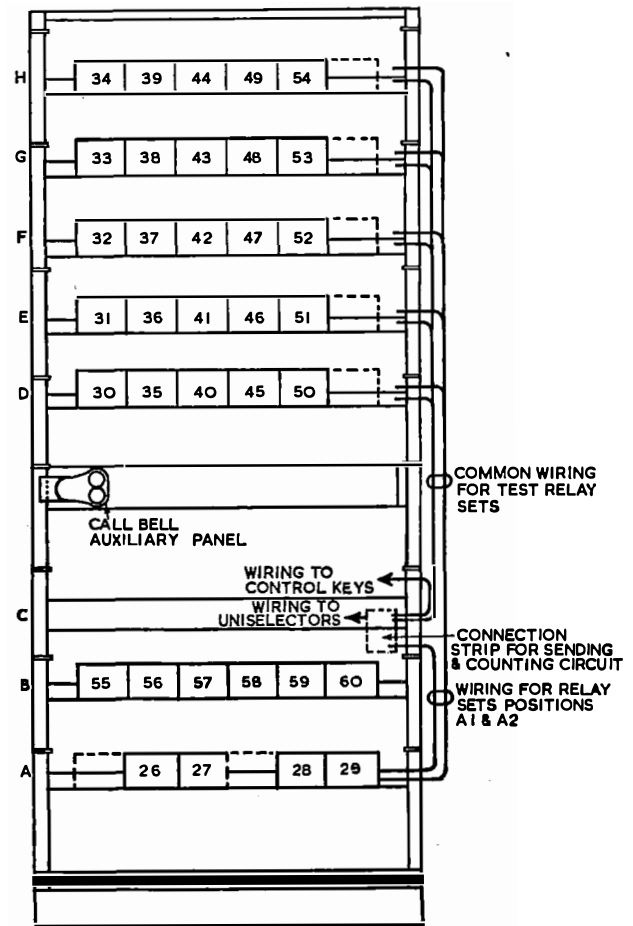 H 34 39 44 49 54
G 33 38 43 48 53
F 32 37 42 47 52
E 31 36 41 46 51
D 30 35 40 45 50
COMMON WIRING
FOR TEST RELAY
SETS
CALL BELL
AUXILIARY PANEL
WIRING TO
CONTROL KEYS
C
WIRING TO
UNISELECTORS
CONNECTION
STRIP FOR SENDING
& COUNTING CIRCUIT
B 55 56 57 58 59 60
WIRING FOR RELAY
SETS POSITIONS
A1 & A2
A 26 27 28 29